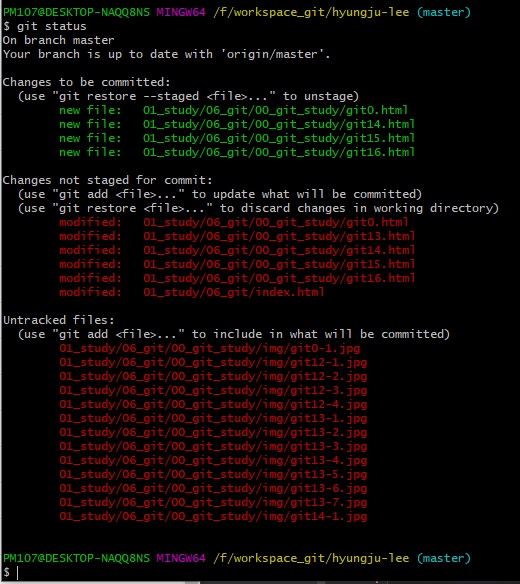 PM107@DESKTOP-NAQQ8NS MINGW64 /f/workspace_git/hyungju-lee (master)
$ git status
On branch master
Your branch is up to date with 'origin/master'.

Changes to be committed:
  (use "git restore --staged <file>..." to unstage)
        new file:   01_study/06_git/00_git_study/git0.html
        new file:   01_study/06_git/00_git_study/git14.html
        new file:   01_study/06_git/00_git_study/git15.html
        new file:   01_study/06_git/00_git_study/git16.html

Changes not staged for commit:
  (use "git add <file>..." to update what will be committed)
  (use "git restore <file>..." to discard changes in working directory)
        modified:   01_study/06_git/00_git_study/git0.html
        modified:   01_study/06_git/00_git_study/git13.html
        modified:   01_study/06_git/00_git_study/git14.html
        modified:   01_study/06_git/00_git_study/git15.html
        modified:   01_study/06_git/00_git_study/git16.html
        modified:   01_study/06_git/index.html

Untracked files:
  (use "git add <file>..." to include in what will be committed)
        01_study/06_git/00_git_study/img/git0-1.jpg
        01_study/06_git/00_git_study/img/git12-1.jpg
        01_study/06_git/00_git_study/img/git12-2.jpg
        01_study/06_git/00_git_study/img/git12-3.jpg
        01_study/06_git/00_git_study/img/git12-4.jpg
        01_study/06_git/00_git_study/img/git13-1.jpg
        01_study/06_git/00_git_study/img/git13-2.jpg
        01_study/06_git/00_git_study/img/git13-3.jpg
        01_study/06_git/00_git_study/img/git13-4.jpg
        01_study/06_git/00_git_study/img/git13-5.jpg
        01_study/06_git/00_git_study/img/git13-6.jpg
        01_study/06_git/00_git_study/img/git13-7.jpg
        01_study/06_git/00_git_study/img/git14-1.jpg

PM107@DESKTOP-NAQQ8NS MINGW64 /f/workspace_git/hyungju-lee (master)
$